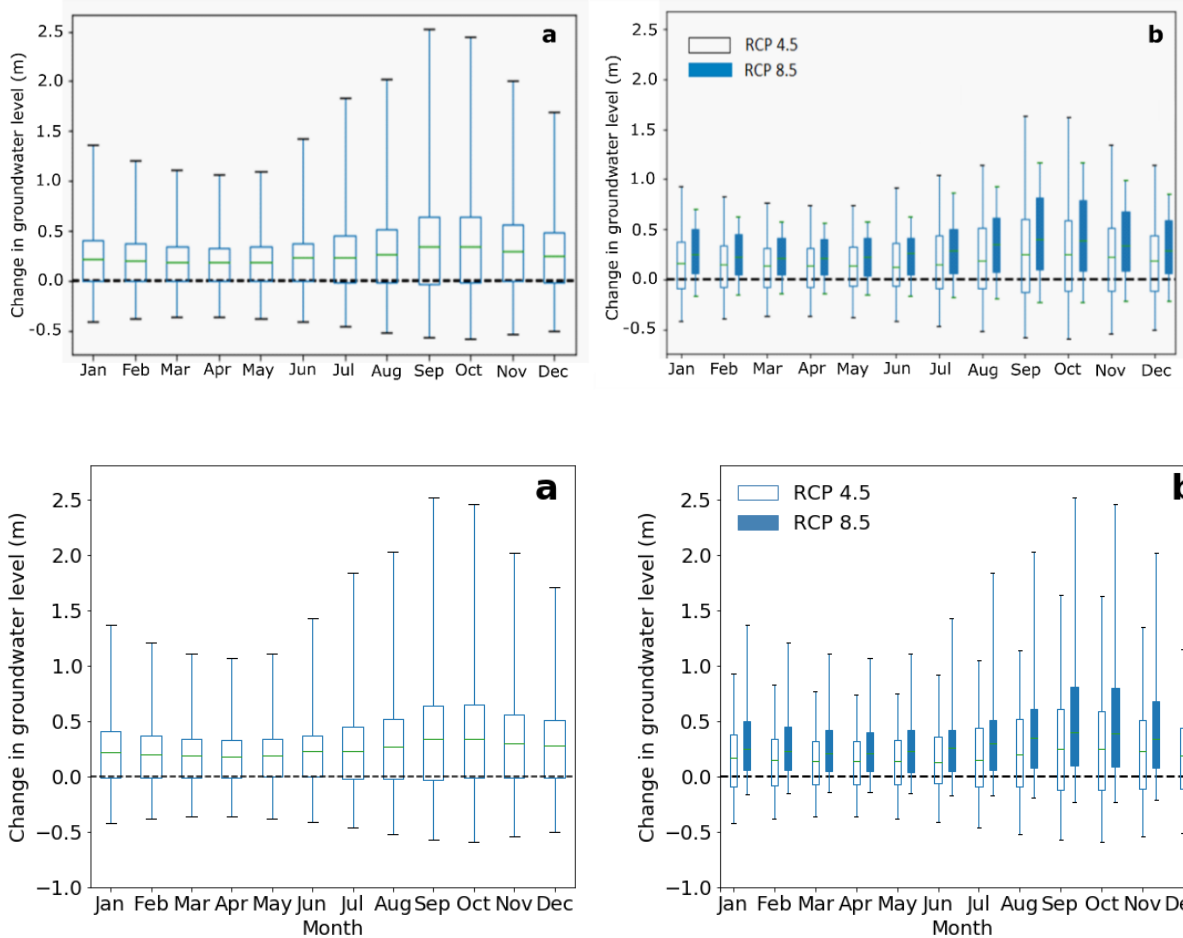 a
2.5
2.0
1.5
1.0
0.5
0.0
-0.5
Change in groundwater level (m)
Jan Feb Mar Apr May Jun Jul Aug Sep Oct Nov Dec
b
RCP 4.5
RCP 8.5
2.5
2.0
1.5
1.0
0.5
0.0
-0.5
Change in groundwater level (m)
Jan Feb Mar Apr May Jun Jul Aug Sep Oct Nov Dec
a
2.5
2.0
1.5
1.0
0.5
0.0
−0.5
−1.0
Change in groundwater level (m)
Jan Feb Mar Apr May Jun Jul Aug Sep Oct Nov Dec
Month
b
RCP 4.5
RCP 8.5
2.5
2.0
1.5
1.0
0.5
0.0
−0.5
−1.0
Change in groundwater level (m)
Jan Feb Mar Apr May Jun Jul Aug Sep Oct Nov
Month